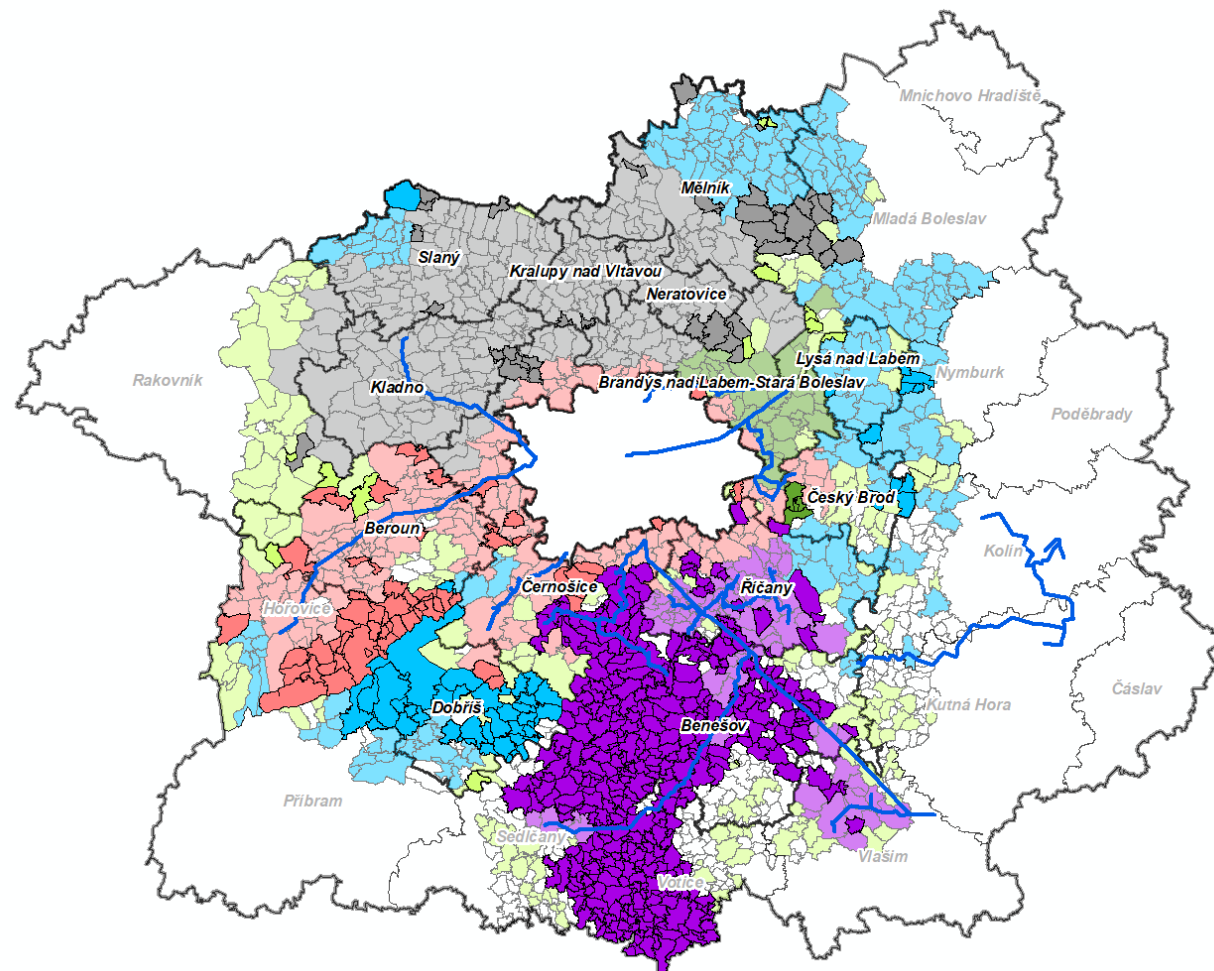 Mnichovo Hradiště
Mělník
Mladá Boleslav
Slaný
Kralupy nad Vltavou
Neratovice
Lysá nad Labem
Nymburk
Rakovník
Kladno
Brandýs nad Labem-Stará Boleslav
Poděbrady
Český Brod
Beroun
Kolín
Černošice
Říčany
Hořovice
Čáslav
Dobříš
Benešov
Kutná Hora
Příbram
Sedlčany
Vlašim
Votice